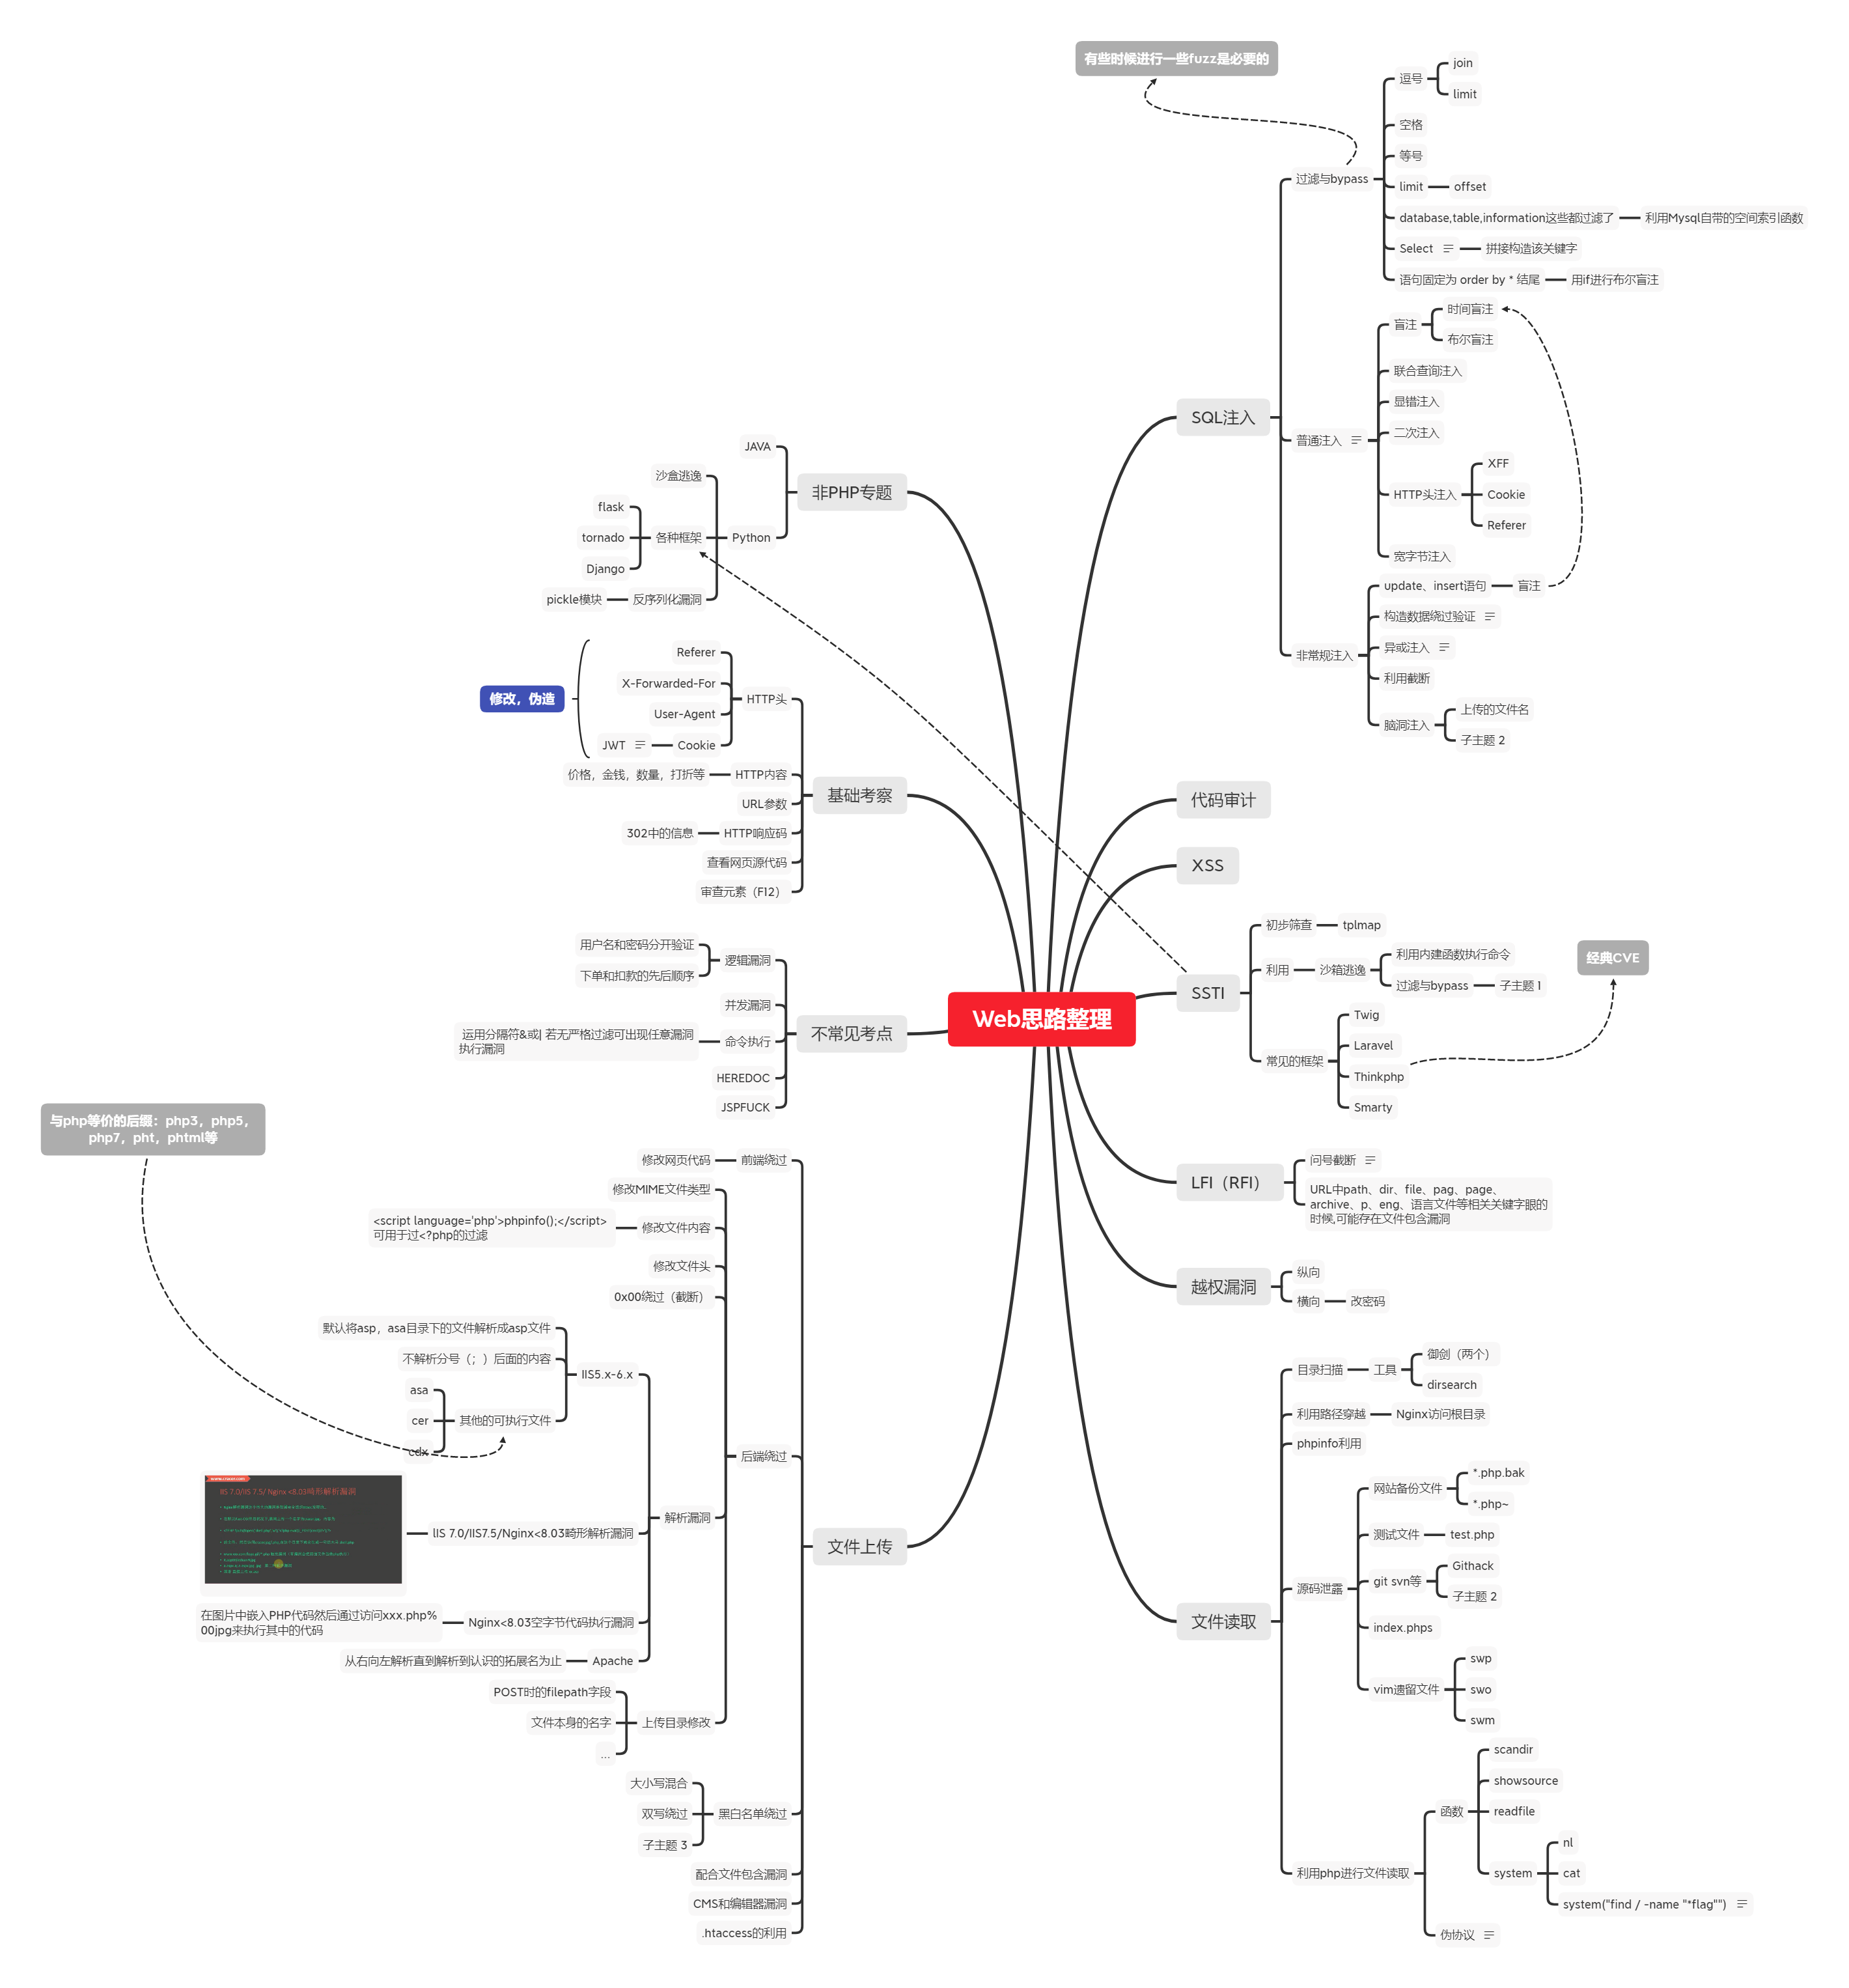 Web思路整理
有些时候进行一些fuzz是必要的
SQL注入
过滤与bypass
逗号
join
limit
空格
等号
limit
offset
database,table,information这些都过滤了
利用Mysql自带的空间索引函数
Select
拼接构造该关键字
语句固定为 order by * 结尾
用if进行布尔盲注
普通注入
盲注
时间盲注
布尔盲注
联合查询注入
显错注入
二次注入
HTTP头注入
XFF
Cookie
Referer
宽字节注入
非常规注入
update、insert语句
盲注
构造数据绕过验证
异或注入
利用截断
脑洞注入
上传的文件名
子主题 2
代码审计
XSS
SSTI
初步筛查
tplmap
利用
沙箱逃逸
利用内建函数执行命令
过滤与bypass
子主题 1
常见的框架
Twig
Laravel
Thinkphp
Smarty
经典CVE
LFI（RFI）
问号截断
URL中path、dir、file、pag、page、
archive、p、eng、语言文件等相关关键字眼的
时候,可能存在文件包含漏洞
越权漏洞
纵向
横向
改密码
文件读取
目录扫描
工具
御剑（两个）
dirsearch
利用路径穿越
Nginx访问根目录
phpinfo利用
源码泄露
网站备份文件
*.php.bak
*.php~
测试文件
test.php
git svn等
Githack
子主题 2
index.phps
vim遗留文件
swp
swo
swm
利用php进行文件读取
函数
scandir
showsource
readfile
system
nl
cat
system("find / -name "*flag"")
伪协议
非PHP专题
JAVA
Python
沙盒逃逸
各种框架
flask
tornado
Django
反序列化漏洞
pickle模块
基础考察
HTTP头
Referer
X-Forwarded-For
User-Agent
Cookie
JWT
修改，伪造
HTTP内容
价格，金钱，数量，打折等
URL参数
HTTP响应码
302中的信息
查看网页源代码
审查元素（F12）
不常见考点
逻辑漏洞
用户名和密码分开验证
下单和扣款的先后顺序
并发漏洞
命令执行
运用分隔符&或| 若无严格过滤可出现任意漏洞
执行漏洞
HEREDOC
JSPFUCK
文件上传
前端绕过
修改网页代码
后端绕过
修改MIME文件类型
修改文件内容
<script language='php'>phpinfo();</script>
可用于过<?php的过滤
修改文件头
0x00绕过（截断）
解析漏洞
IIS5.x-6.x
默认将asp，asa目录下的文件解析成asp文件
不解析分号（；）后面的内容
其他的可执行文件
asa
cer
cdx
与php等价的后缀：php3，php5，
php7，pht，phtml等
IIS 7.0/IIS7.5/Nginx<8.03畸形解析漏洞
IIS 7.0/IIS 7.5/ Nginx <8.03畸形解析漏洞
Nginx<8.03空字节代码执行漏洞
在图片中嵌入PHP代码然后通过访问xxx.php%
00jpg来执行其中的代码
Apache
从右向左解析直到解析到认识的拓展名为止
上传目录修改
POST时的filepath字段
文件本身的名字
...
黑白名单绕过
大小写混合
双写绕过
子主题 3
配合文件包含漏洞
CMS和编辑器漏洞
.htaccess的利用